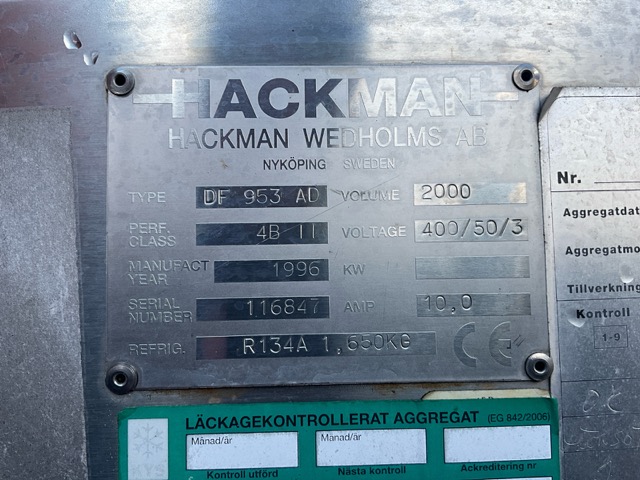 HACKMAN
HACKMAN WEDHOLMS AB
NYKÖPING SWEDEN
TYPE DF 953 AD VOLUME 2000
PERF. CLASS 4B II VOLTAGE 400/50/3
MANUFACT YEAR 1996 KW
SERIAL NUMBER 116847 AMP 10,0
REFRIG. R134A 1,650KG CE
LÄCKAGEKONTROLLERAT AGGREGAT (EG 842/2006)
Månad/år Månad/år
Kontroll utförd Nästa kontroll Ackreditering nr
Nr.
Aggregatdat
Aggregatmo
Tillverkning
Kontroll
1-9